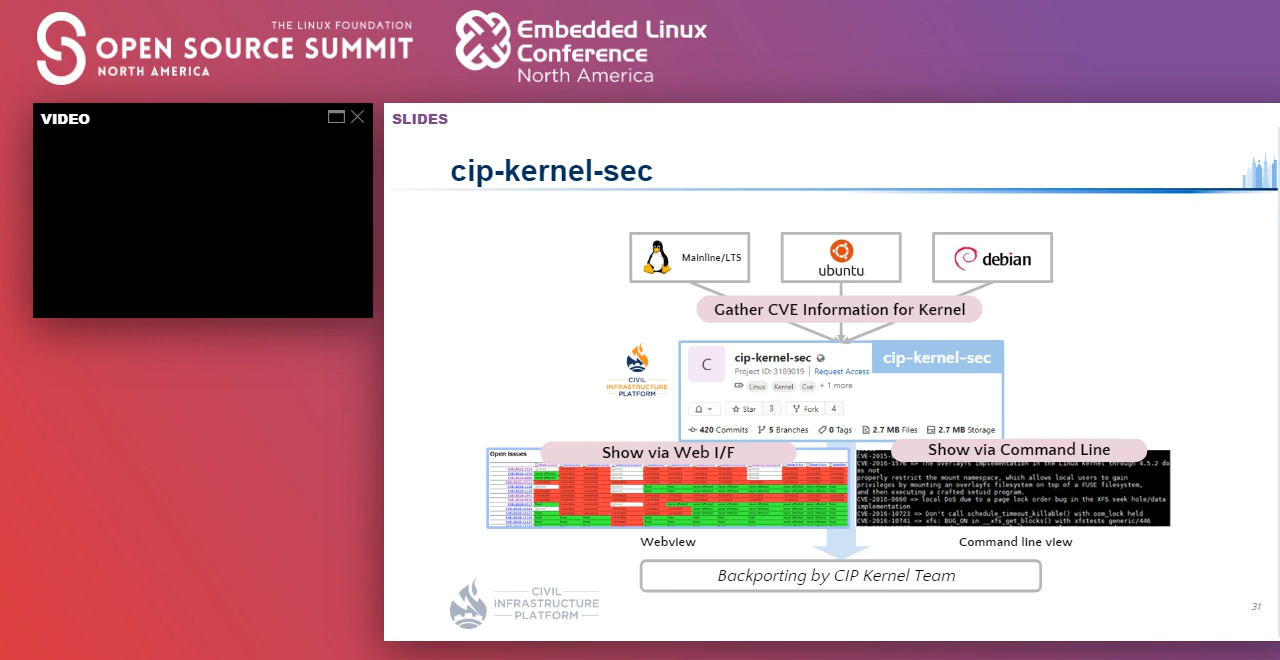 THE LINUX FOUNDATION
OPEN SOURCE SUMMIT
NORTH AMERICA
Embedded Linux
Conference
North America
VIDEO
SLIDES
cip-kernel-sec
Mainline/LTS
ubuntu
debian
Gather CVE Information for Kernel
C
cip-kernel-sec
Project ID: 3189019
Request Access
Linux
Kernel
Cve
+ 1 more
Star
3
Fork
4
420 Commits
5 Branches
0 Tags
2.7 MB Files
2.7 MB Storage
cip-kernel-sec
CIVIL
INFRASTRUCTURE
PLATFORM
Show via Web I/F
Open Issues
Show via Command Line
CVE-2015-
CVE-2016-1576 => The overlayfs implementation in the Linux kernel through 4.5.2 do
es not
properly restrict the mount namespace, which allows local users to gain
privileges by mounting an overlayfs filesystem on top of a FUSE filesystem,
and then executing a crafted setuid program.
CVE-2016-8660 => local DoS due to a page lock order bug in the XFS seek hole/data
implementation
CVE-2016-10723 => Don't call schedule_timeout_killable() with oom_lock held
CVE-2016-10741 => xfs: BUG_ON in __xfs_get_blocks() with xfstests generic/446
Webview
Command line view
Backporting by CIP Kernel Team
CIVIL
INFRASTRUCTURE
PLATFORM
31